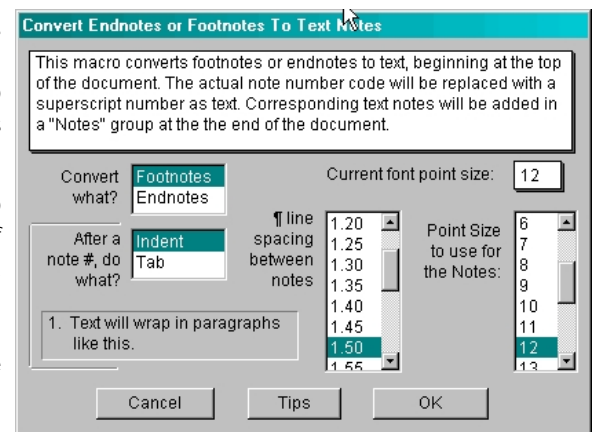 Convert Endnotes or Footnotes To Text Notes
This macro converts footnotes or endnotes to text, beginning at the top
of the document. The actual note number code will be replaced with a
superscript number as text. Corresponding text notes will be added in
a "Notes" group at the the end of the document.
Convert
what?
Footnotes
Endnotes
Current font point size:
12
After a
note #, do
what?
Indent
Tab
1. Text will wrap in paragraphs
like this.
¶ line
spacing
between
notes
1.20
1.25
1.30
1.35
1.40
1.45
1.50
1.55
Point Size
to use for
the Notes:
6
7
8
9
10
11
12
13
Cancel
Tips
OK